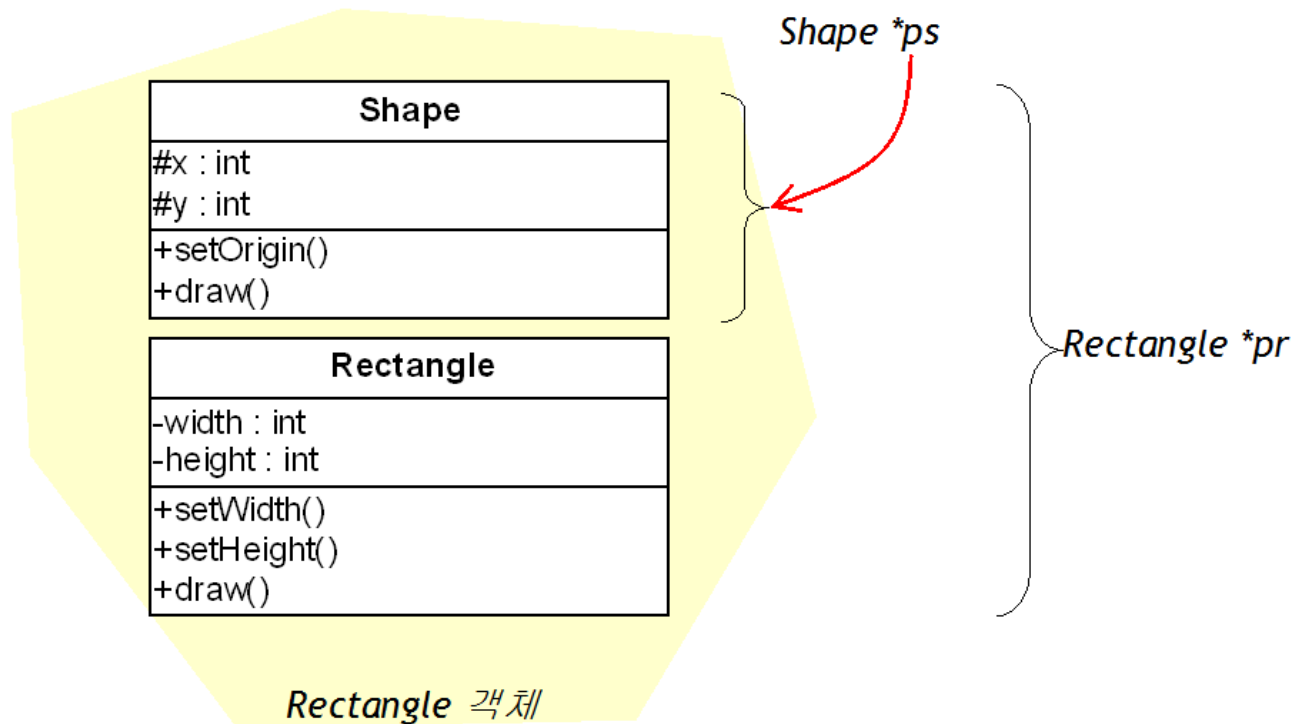 Shape *ps
Shape
#x : int
#y : int
+setOrigin()
+draw()
Rectangle *pr
Rectangle
-width : int
-height : int
+setWidth()
+setHeight()
+draw()
Rectangle 객체